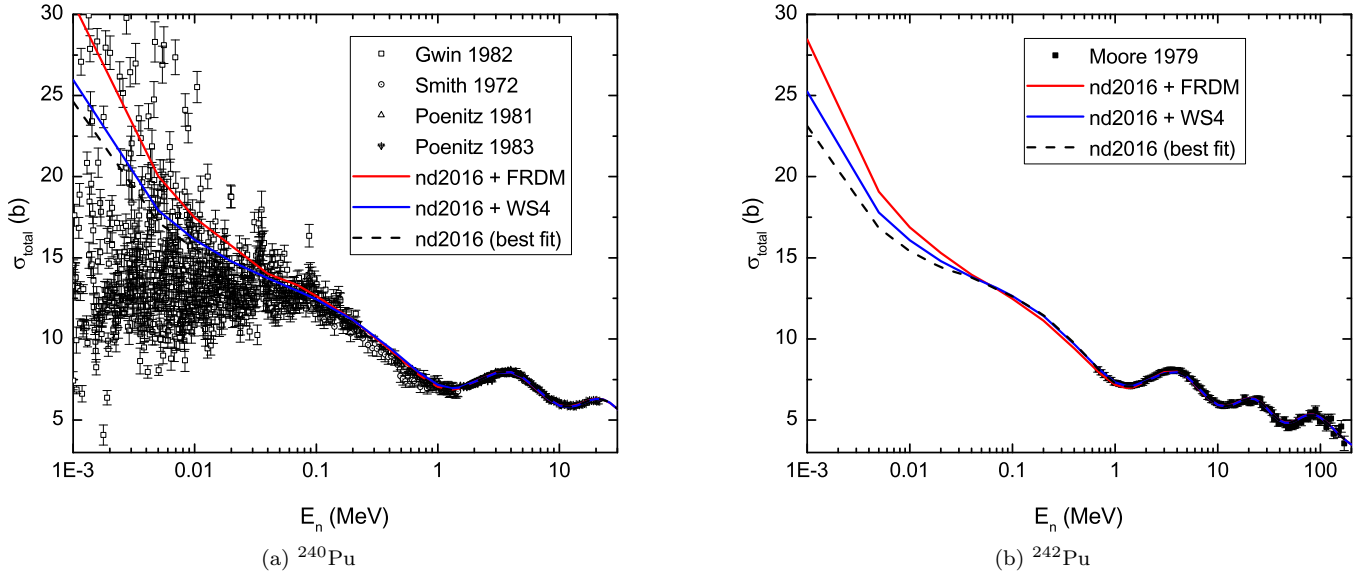 30
25
20
15
10
5
σtotal (b)
Gwin 1982
Smith 1972
Poenitz 1981
Poenitz 1983
nd2016 + FRDM
nd2016 + WS4
nd2016 (best fit)
1E-3 0.01 0.1 1 10
En (MeV)
(a) 240Pu
30
25
20
15
10
5
σtotal (b)
Moore 1979
nd2016 + FRDM
nd2016 + WS4
nd2016 (best fit)
1E-3 0.01 0.1 1 10 100
En (MeV)
(b) 242Pu